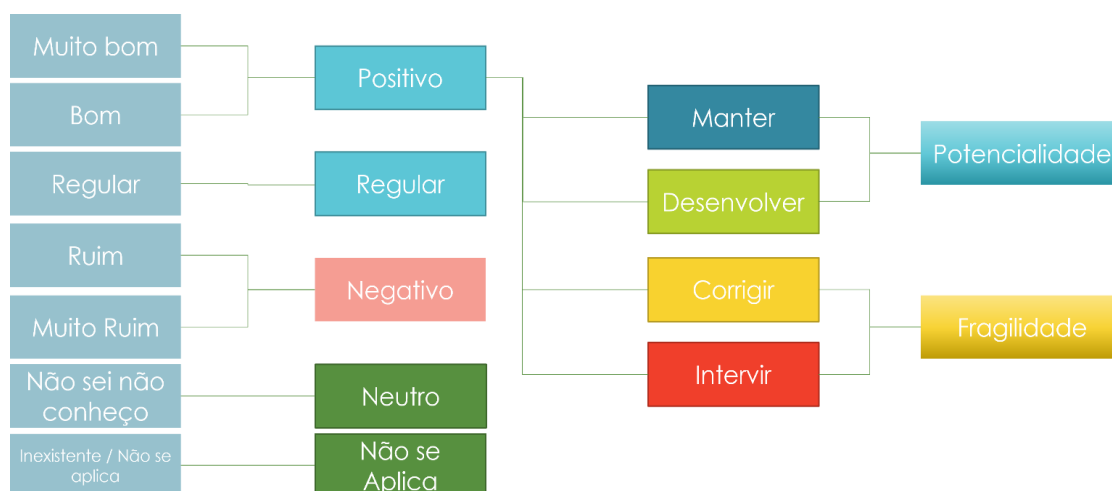 Muito bom
Bom
Regular
Ruim
Muito Ruim
Não sei não
conheço
Inexistente / Não se
aplica
Positivo
Regular
Negativo
Neutro
Não se
Aplica
Manter
Desenvolver
Corrigir
Intervir
Potencialidade
Fragilidade